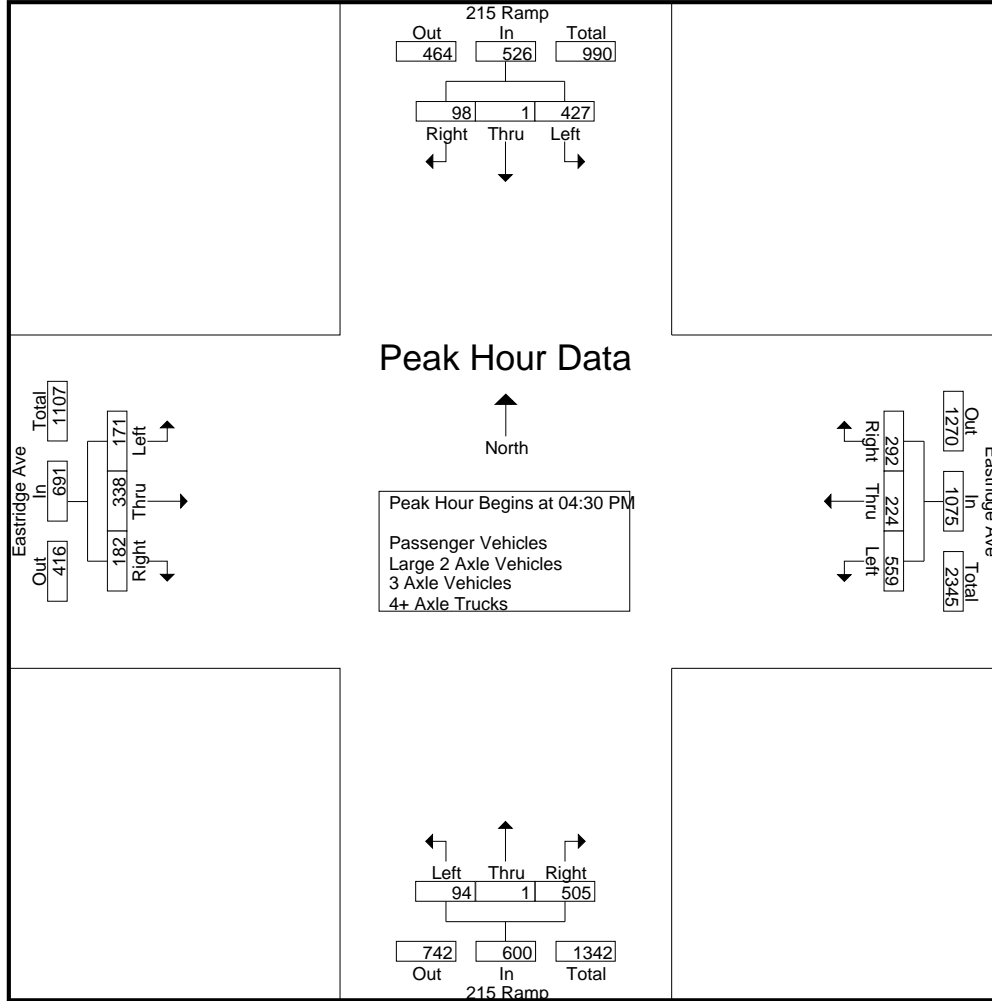 215 Ramp
Out In Total
464 526 990
98 1 427
Right Thru Left
Peak Hour Data
North
Peak Hour Begins at 04:30 PM
Passenger Vehicles
Large 2 Axle Vehicles
3 Axle Vehicles
4+ Axle Trucks
Eastridge Ave
Out In Total
416 691 1107
Right Thru Left
182 338 171
Eastridge Ave
Out In Total
1270 1075 2345
Right Thru Left
292 224 559
Left Thru Right
94 1 505
742 600 1342
Out In Total
215 Ramp